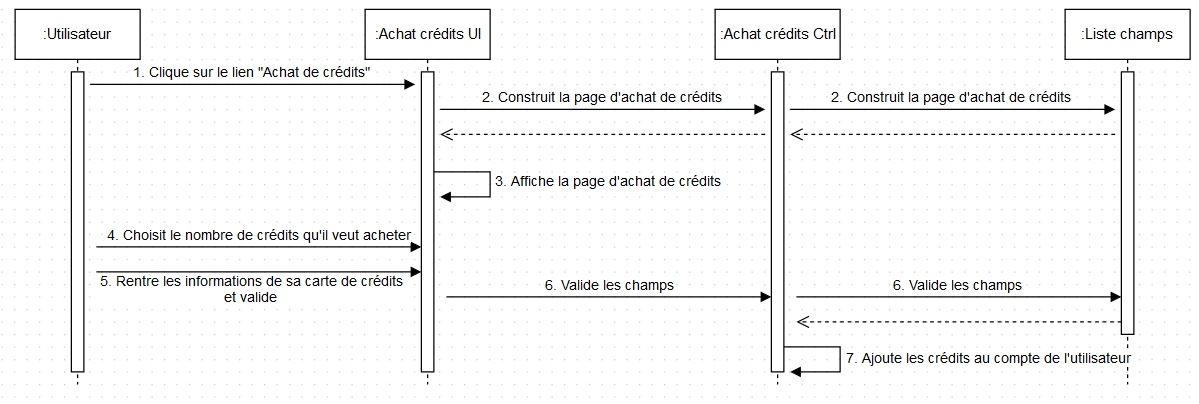 :Utilisateur
:Achat crédits UI
:Achat crédits Ctrl
:Liste champs
1. Clique sur le lien "Achat de crédits"
2. Construit la page d'achat de crédits
2. Construit la page d'achat de crédits
3. Affiche la page d'achat de crédits
4. Choisit le nombre de crédits qu'il veut acheter
5. Rentre les informations de sa carte de crédits
et valide
6. Valide les champs
6. Valide les champs
7. Ajoute les crédits au compte de l'utilisateur